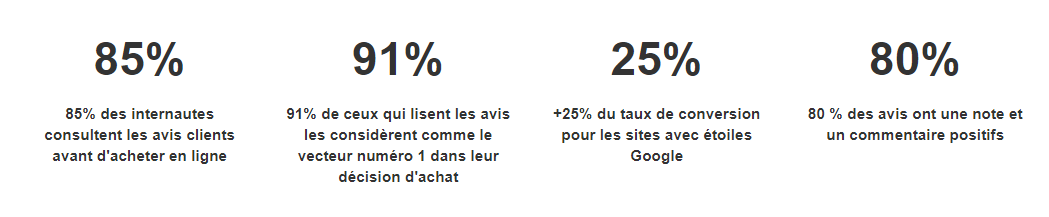 85%
85% des internautes
consultent les avis clients
avant d'acheter en ligne
91%
91% de ceux qui lisent les avis
les considèrent comme le
vecteur numéro 1 dans leur
décision d'achat
25%
+25% du taux de conversion
pour les sites avec étoiles
Google
80%
80 % des avis ont une note et
un commentaire positifs